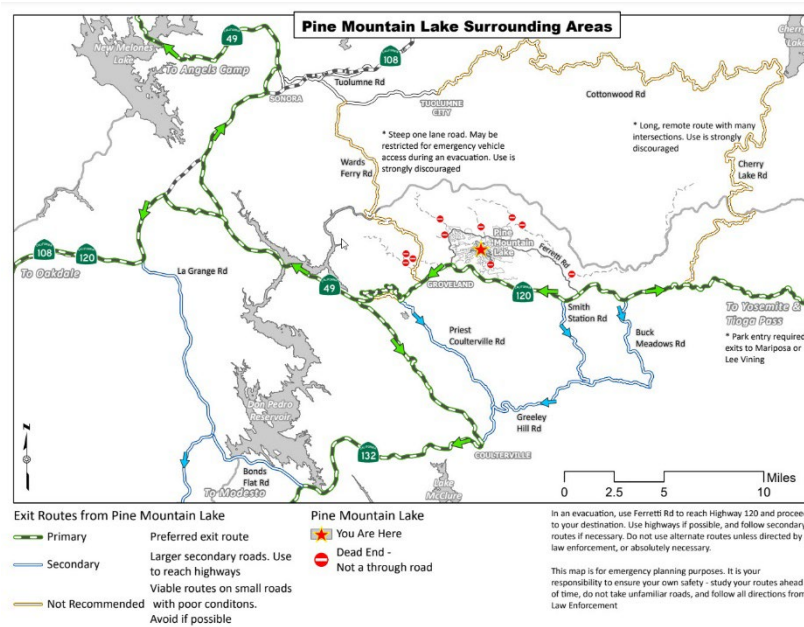 Pine Mountain Lake Surrounding Areas
New Melones
Lake
To Angels Camp
CALIFORNIA
49
CALIFORNIA
108
Tuolumne Rd
SONORA
TUOLUMNE
CITY
Cottonwood Rd
Cherry
Lake
* Steep one lane road. May be
restricted for emergency vehicle
access during an evacuation. Use is
strongly discouraged
* Long, remote route with many
intersections. Use is strongly
discouraged
Wards
Ferry Rd
Cherry
Lake Rd
Pine
Mountain
Lake
Ferretti Rd
108
120
To Oakdale
La Grange Rd
49
GROVELAND
120
Smith
Station Rd
Buck
Meadows Rd
To Yosemite &
Tioga Pass
* Park entry required
exits to Mariposa or
Lee Vining
Priest
Coulterville Rd
Greeley
Hill Rd
Don Pedro
Reservoir
132
COULTERVILLE
Lake
McClure
Bonds
Flat Rd
To Modesto
N
Miles
0 2.5 5 10
Exit Routes from Pine Mountain Lake
Primary Preferred exit route
Secondary Larger secondary roads. Use
to reach highways
Not Recommended Viable routes on small roads
with poor conditons.
Avoid if possible
Pine Mountain Lake
You Are Here
Dead End -
Not a through road
In an evacuation, use Ferretti Rd to reach Highway 120 and proceed
to your destination. Use highways if possible, and follow secondary
routes if necessary. Do not use alternate routes unless directed by
law enforcement, or absolutely necessary.
This map is for emergency planning purposes. It is your
responsibility to ensure your own safety - study your routes ahead
of time, do not take unfamiliar roads, and follow all directions from
Law Enforcement